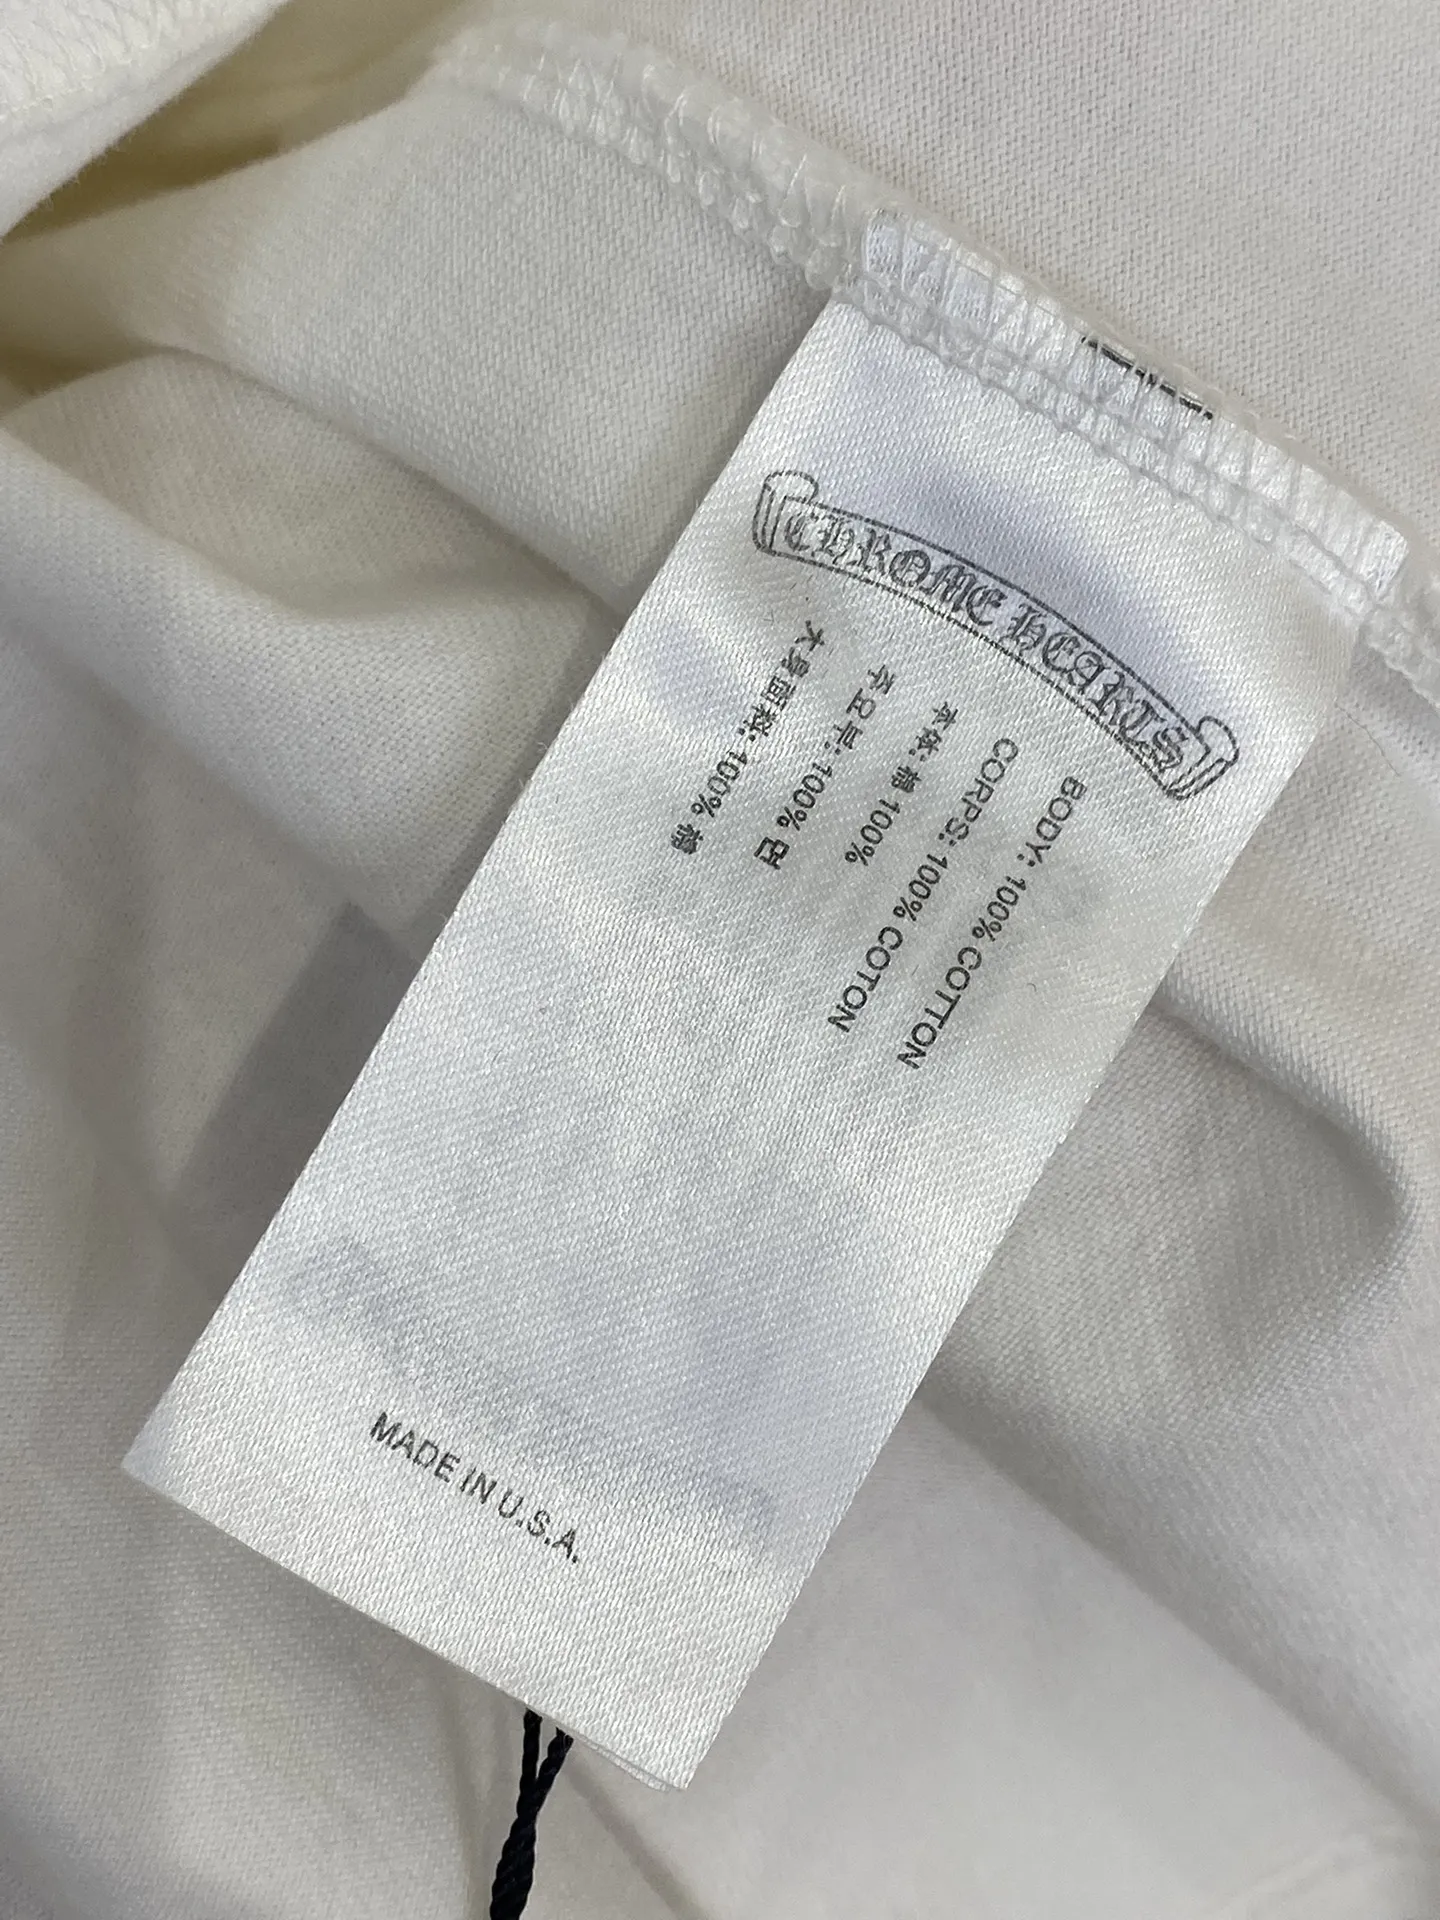 CHROME HEARTS
BODY: 100% COTTON
CORPS: 100% COTON
本体: 棉 100%
주요부: 100% 면
大身面料: 100% 棉
MADE IN U.S.A.